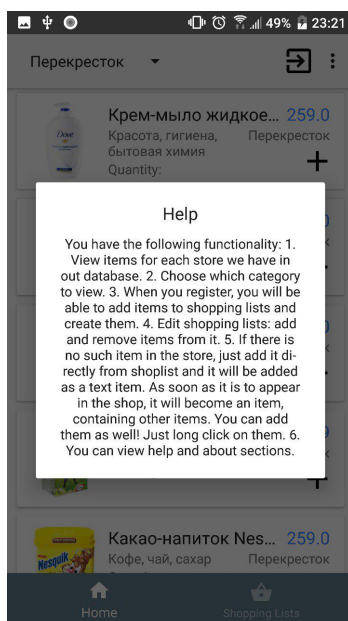 49% 23:21
Перекресток
Крем-мыло жидкое... 259.0
Красота, гигиена, Перекресток
бытовая химия
Quantity:
Dove
Help
You have the following functionality: 1.
View items for each store we have in
out database. 2. Choose which category
to view. 3. When you register, you will be
able to add items to shopping lists and
create them. 4. Edit shopping lists: add
and remove items from it. 5. If there is
no such item in the store, just add it di-
rectly from shoplist and it will be added
as a text item. As soon as it is to appear
in the shop, it will become an item,
containing other items. You can add
them as well! Just long click on them. 6.
You can view help and about sections.
Какао-напиток Nes... 259.0
Кофе, чай, сахар Перекресток
Nesquik
Home
Shopping Lists